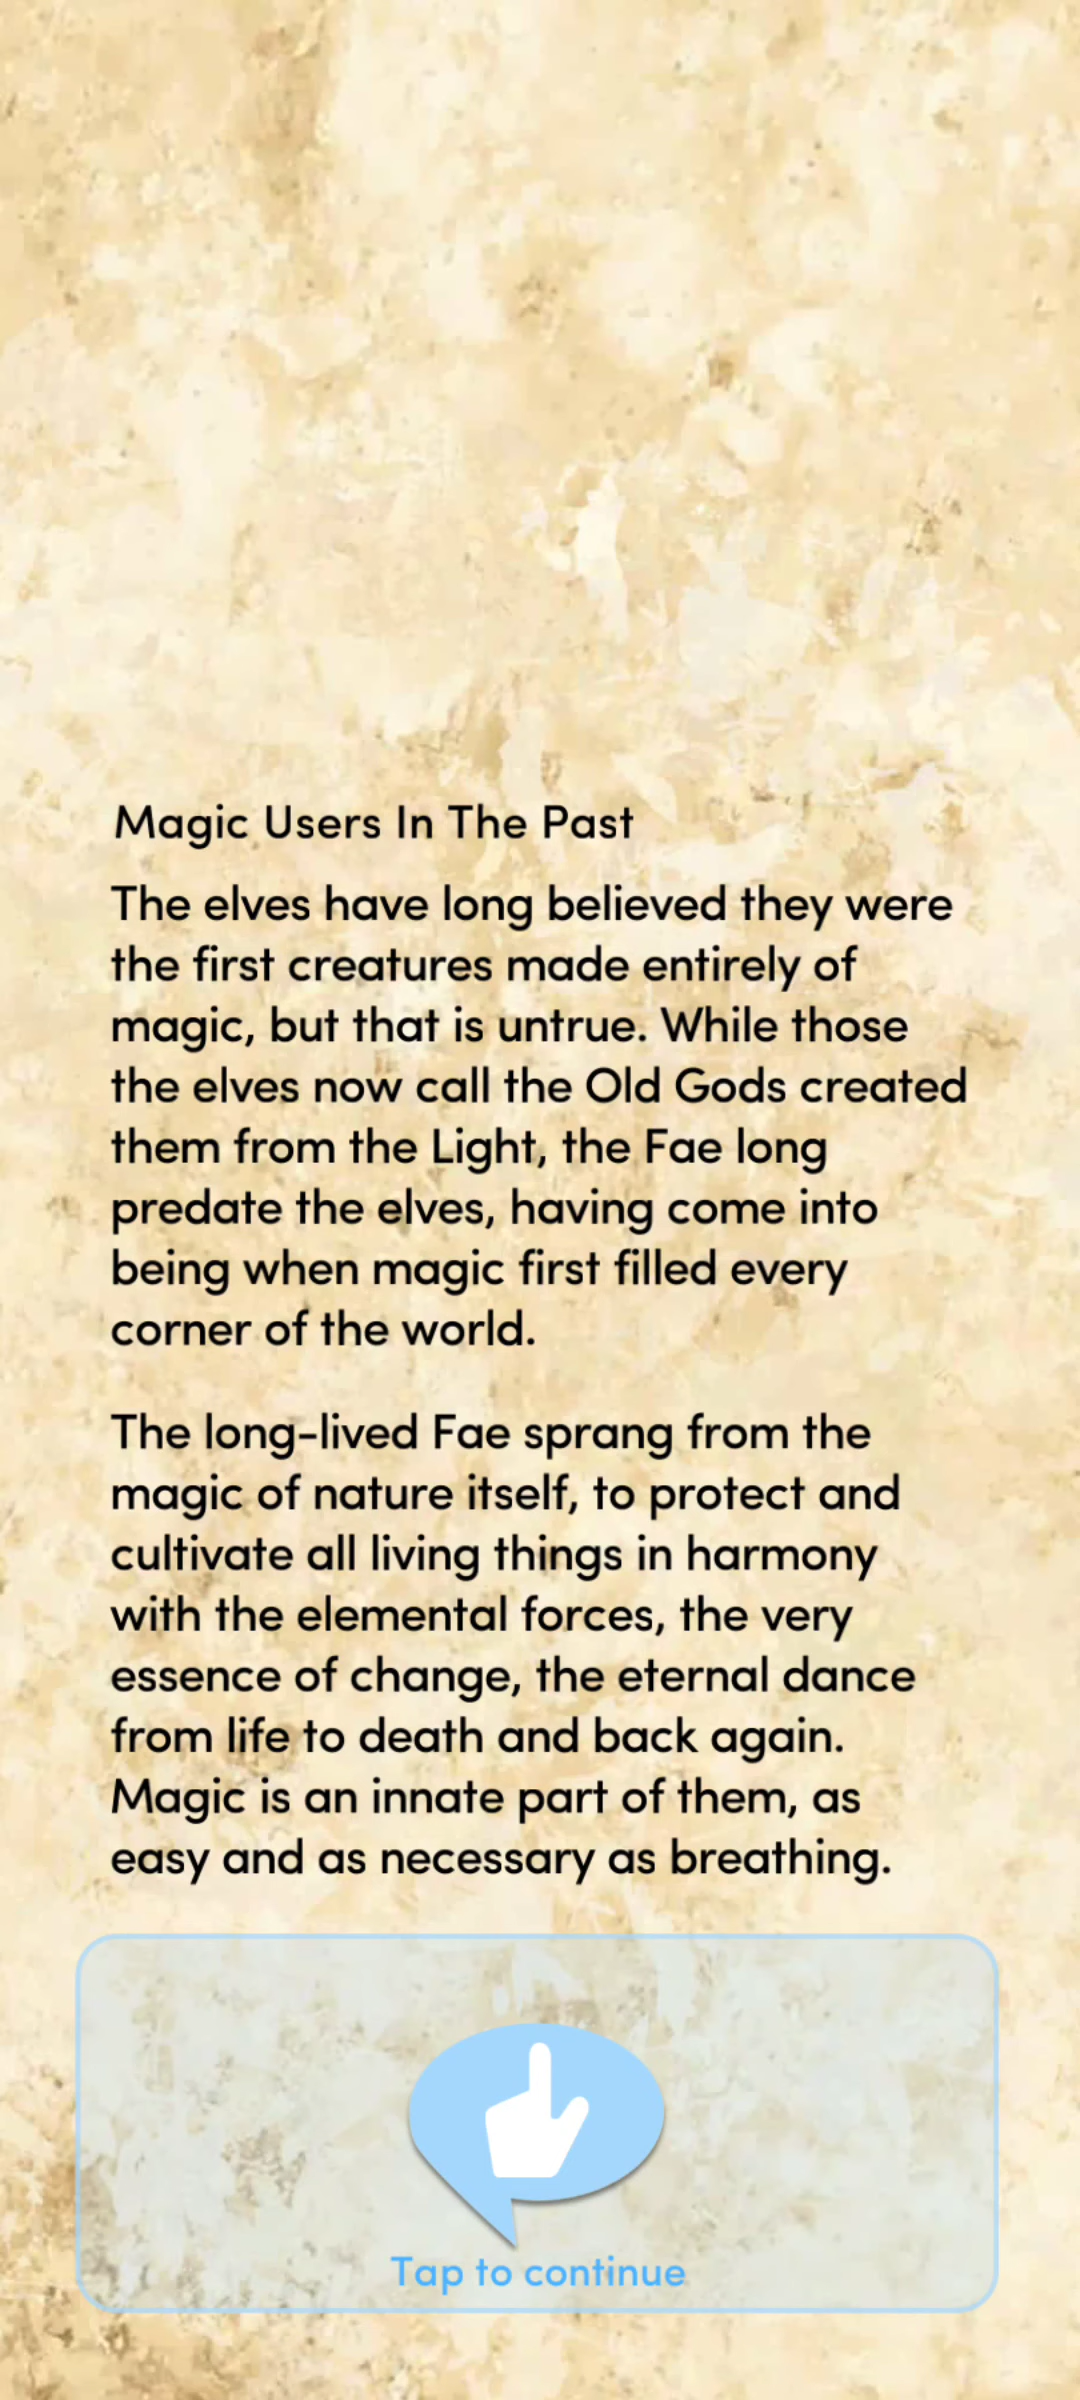 Magic Users In The Past
The elves have long believed they were
the first creatures made entirely of
magic, but that is untrue. While those
the elves now call the Old Gods created
them from the Light, the Fae long
predate the elves, having come into
being when magic first filled every
corner of the world.
The long-lived Fae sprang from the
magic of nature itself, to protect and
cultivate all living things in harmony
with the elemental forces, the very
essence of change, the eternal dance
from life to death and back again.
Magic is an innate part of them, as
easy and as necessary as breathing.
Tap to continue